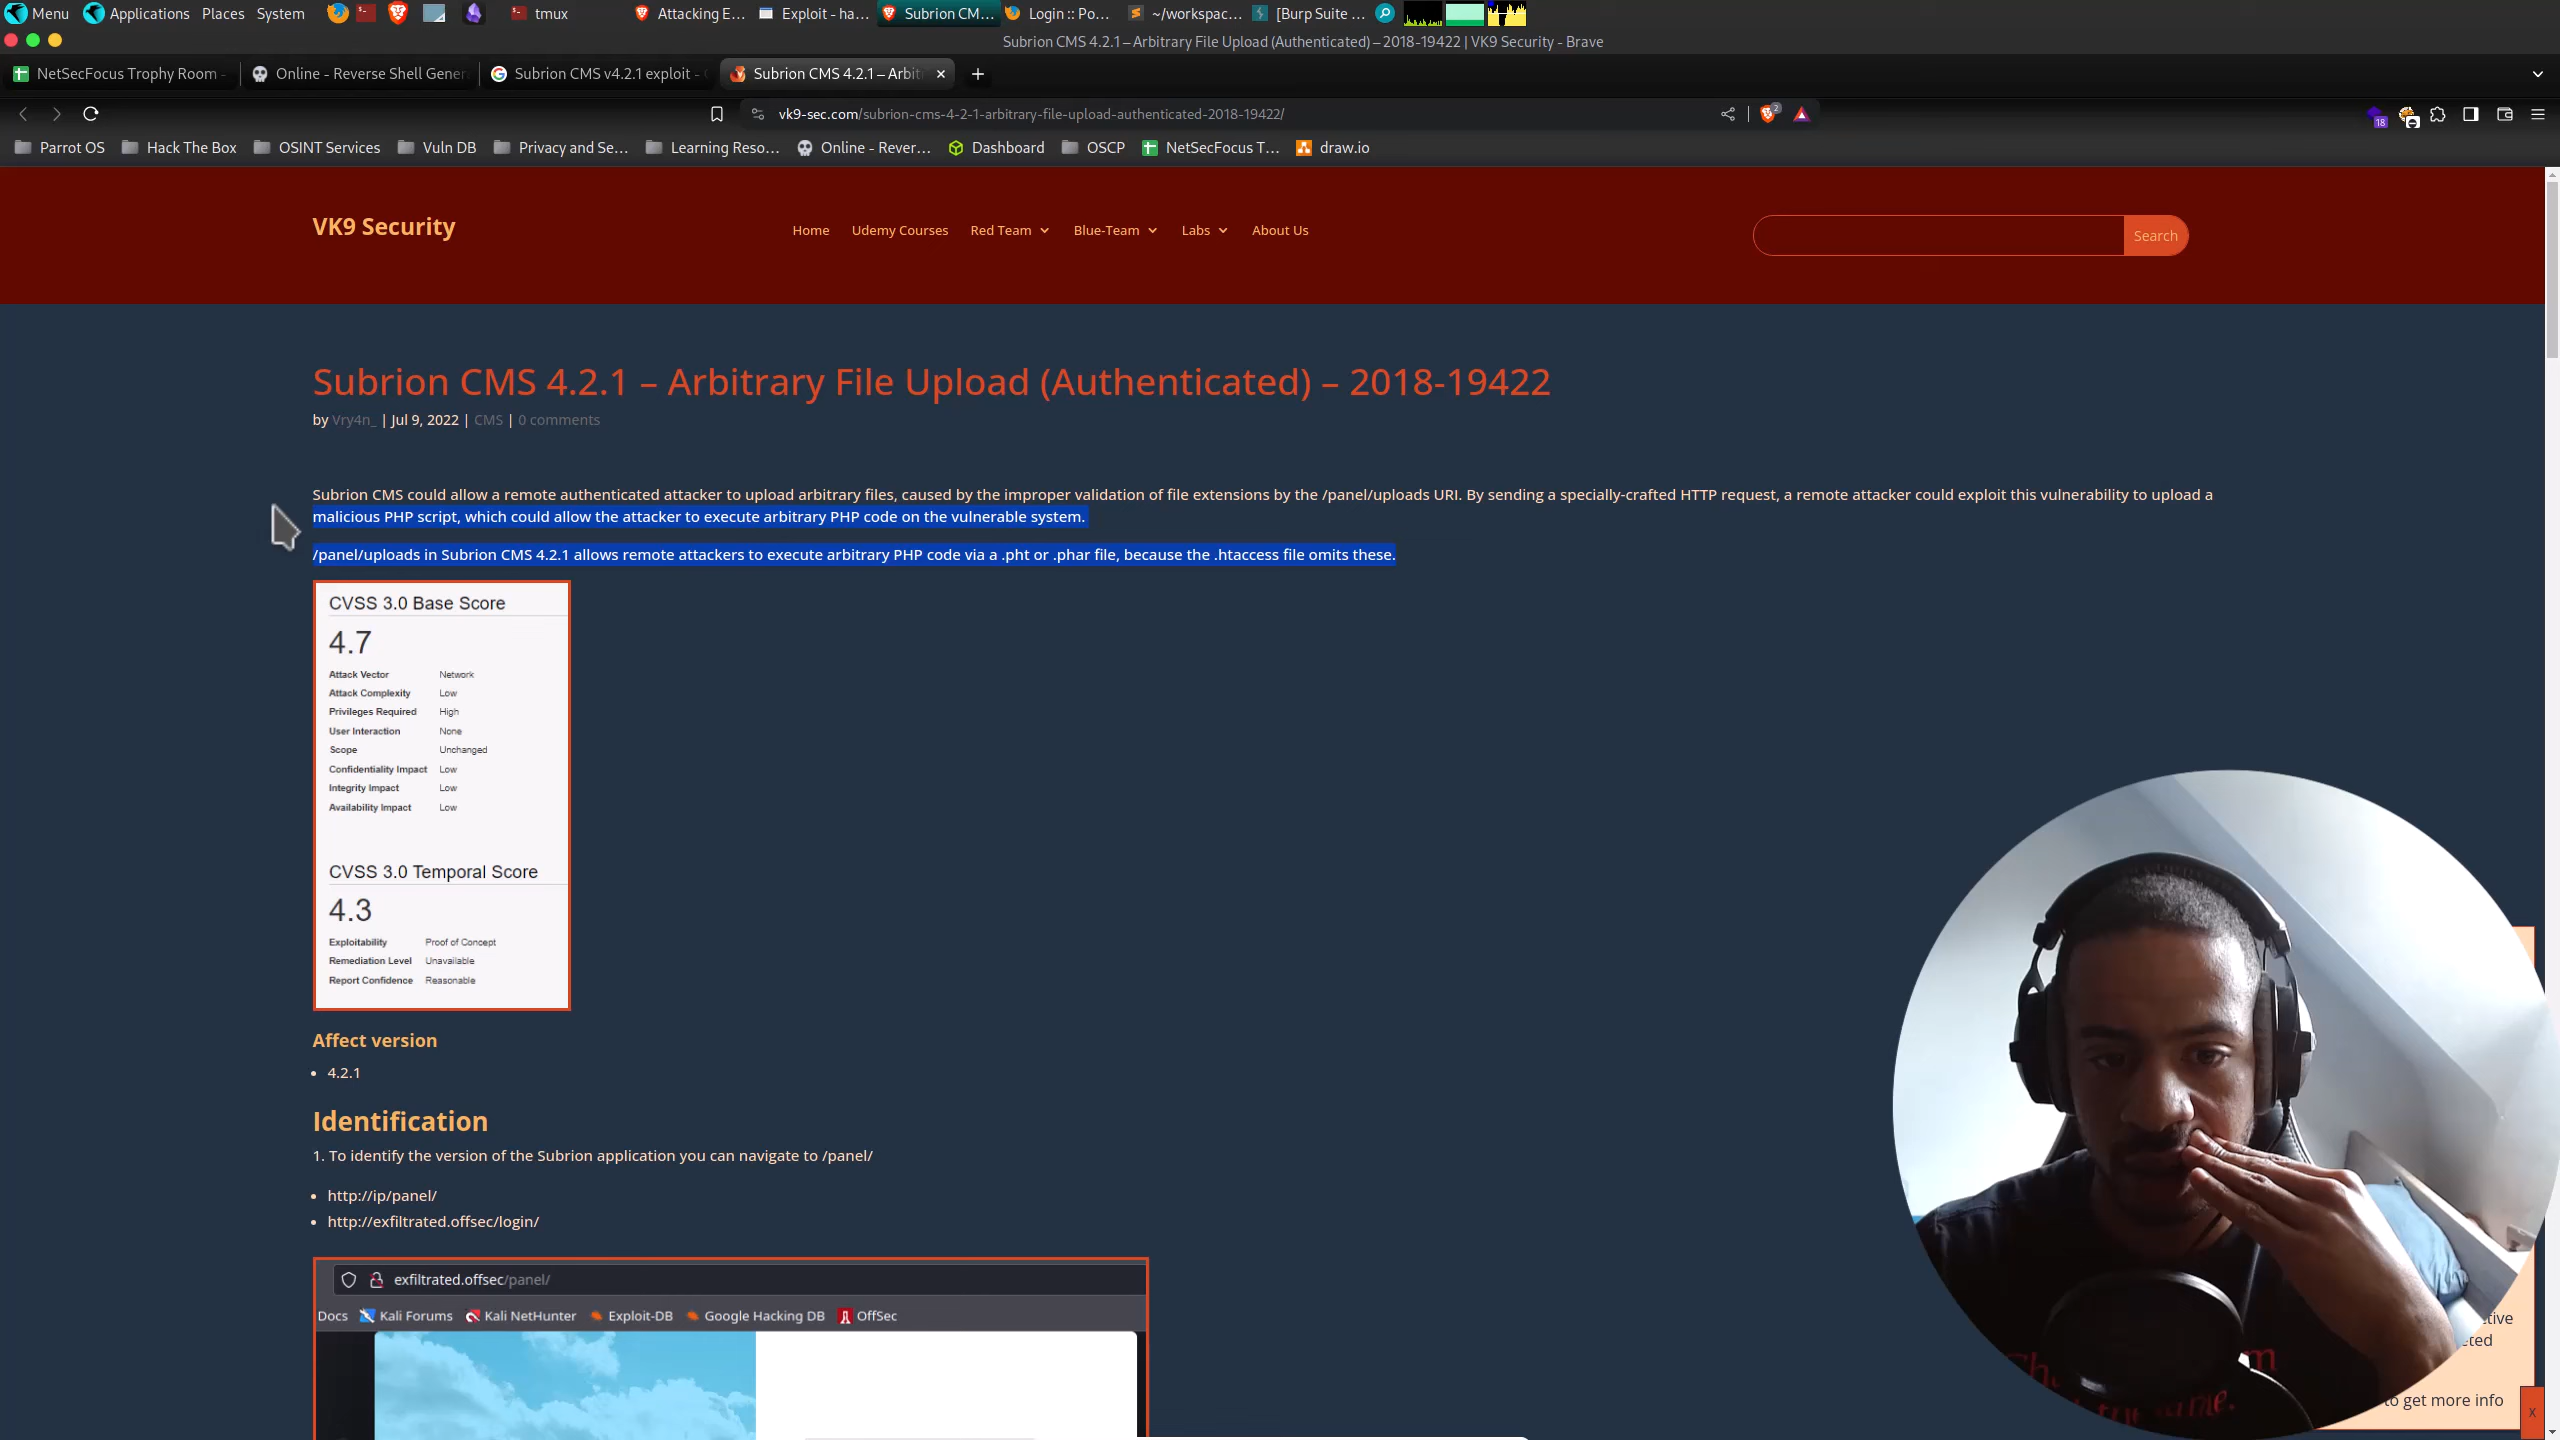 Menu Applications Places System tmux Attacking E... Exploit - ha... Subrion CM... Login :: Po... ~/workspac... [Burp Suite ...
Subrion CMS 4.2.1 – Arbitrary File Upload (Authenticated) – 2018-19422 | VK9 Security - Brave
NetSecFocus Trophy Room - Online - Reverse Shell Gener Subrion CMS v4.2.1 exploit - Subrion CMS 4.2.1 – Arbit
vk9-sec.com/subrion-cms-4-2-1-arbitrary-file-upload-authenticated-2018-19422/ 2 18
Parrot OS Hack The Box OSINT Services Vuln DB Privacy and Se... Learning Reso... Online - Rever... Dashboard OSCP NetSecFocus T... draw.io
VK9 Security Home Udemy Courses Red Team Blue-Team Labs About Us Search
Subrion CMS 4.2.1 – Arbitrary File Upload (Authenticated) – 2018-19422
by Vry4n_ | Jul 9, 2022 | CMS | 0 comments
Subrion CMS could allow a remote authenticated attacker to upload arbitrary files, caused by the improper validation of file extensions by the /panel/uploads URI. By sending a specially-crafted HTTP request, a remote attacker could exploit this vulnerability to upload a
malicious PHP script, which could allow the attacker to execute arbitrary PHP code on the vulnerable system.
/panel/uploads in Subrion CMS 4.2.1 allows remote attackers to execute arbitrary PHP code via a .pht or .phar file, because the .htaccess file omits these.
CVSS 3.0 Base Score
4.7
Attack Vector Network
Attack Complexity Low
Privileges Required High
User Interaction None
Scope Unchanged
Confidentiality Impact Low
Integrity Impact Low
Availability Impact Low
CVSS 3.0 Temporal Score
4.3
Exploitability Proof of Concept
Remediation Level Unavailable
Report Confidence Reasonable
Affect version
4.2.1
Identification
1. To identify the version of the Subrion application you can navigate to /panel/
http://ip/panel/
http://exfiltrated.offsec/login/
exfiltrated.offsec/panel/
Docs Kali Forums Kali NetHunter Exploit-DB Google Hacking DB OffSec
to get more info
X